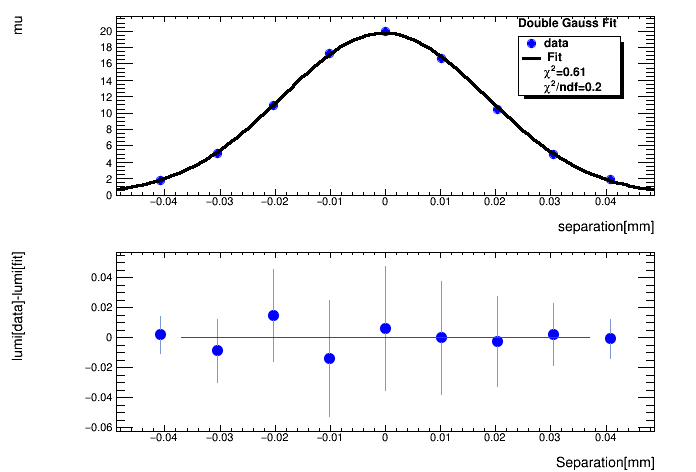 mu
Double Gauss Fit
data
Fit
χ²=0.61
χ²/ndf=0.2
20
18
16
14
12
10
8
6
4
2
0
−0.04 −0.03 −0.02 −0.01 0 0.01 0.02 0.03 0.04
separation[mm]
lumi[data]-lumi[fit]
0.04
0.02
0
−0.02
−0.04
−0.06
−0.04 −0.03 −0.02 −0.01 0 0.01 0.02 0.03 0.04
Separation[mm]